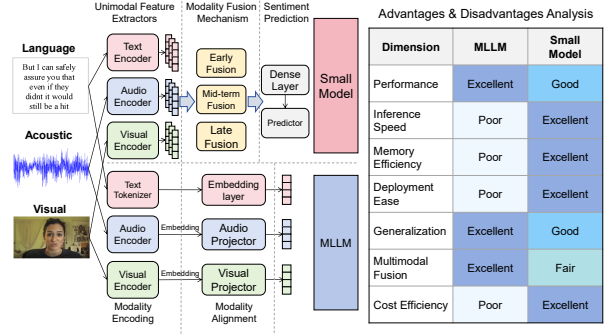 Unimodal Feature
Extractors
Modality Fusion
Mechanism
Sentiment
Prediction
Language
But I can safely
assure you that
even if they
didnt it would
still be a hit
Acoustic
Visual
Text
Encoder
Audio
Encoder
Visual
Encoder
Early
Fusion
Mid-term
Fusion
Late
Fusion
Dense
Layer
Predictor
Small
Model
Text
Tokenizer
Embedding
layer
Audio
Encoder
Embedding
Audio
Projector
Visual
Encoder
Embedding
Visual
Projector
MLLM
Modality
Encoding
Modality
Alignment
Advantages & Disadvantages Analysis
Dimension MLLM Small Model
Performance Excellent Good
Inference Speed Poor Excellent
Memory Efficiency Poor Excellent
Deployment Ease Poor Excellent
Generalization Excellent Good
Multimodal Fusion Excellent Fair
Cost Efficiency Poor Excellent